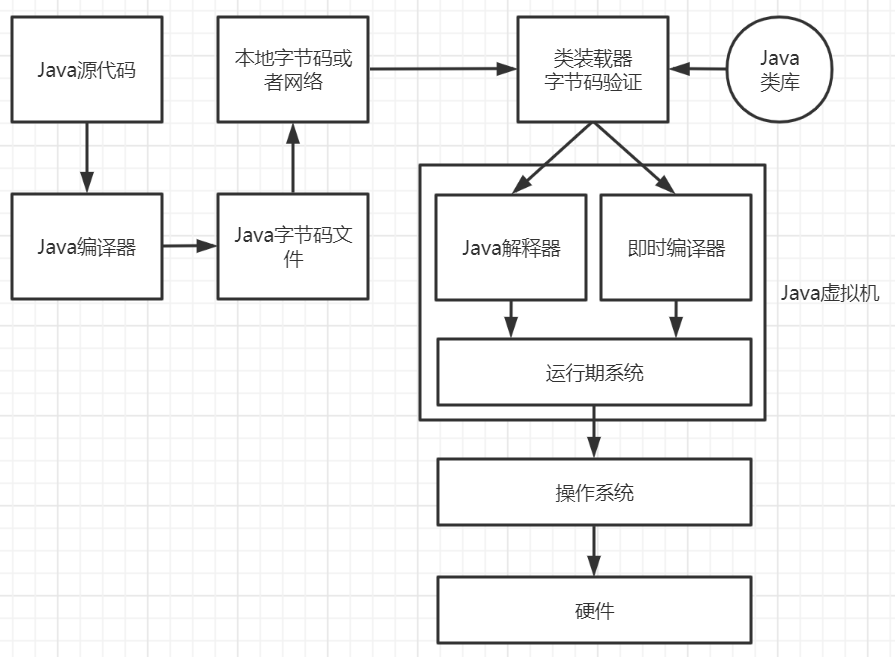 Java源代码
本地字节码或
者网络
类装载器
字节码验证
Java
类库
Java编译器
Java字节码文
件
Java解释器
即时编译器
Java虚拟机
运行期系统
操作系统
硬件